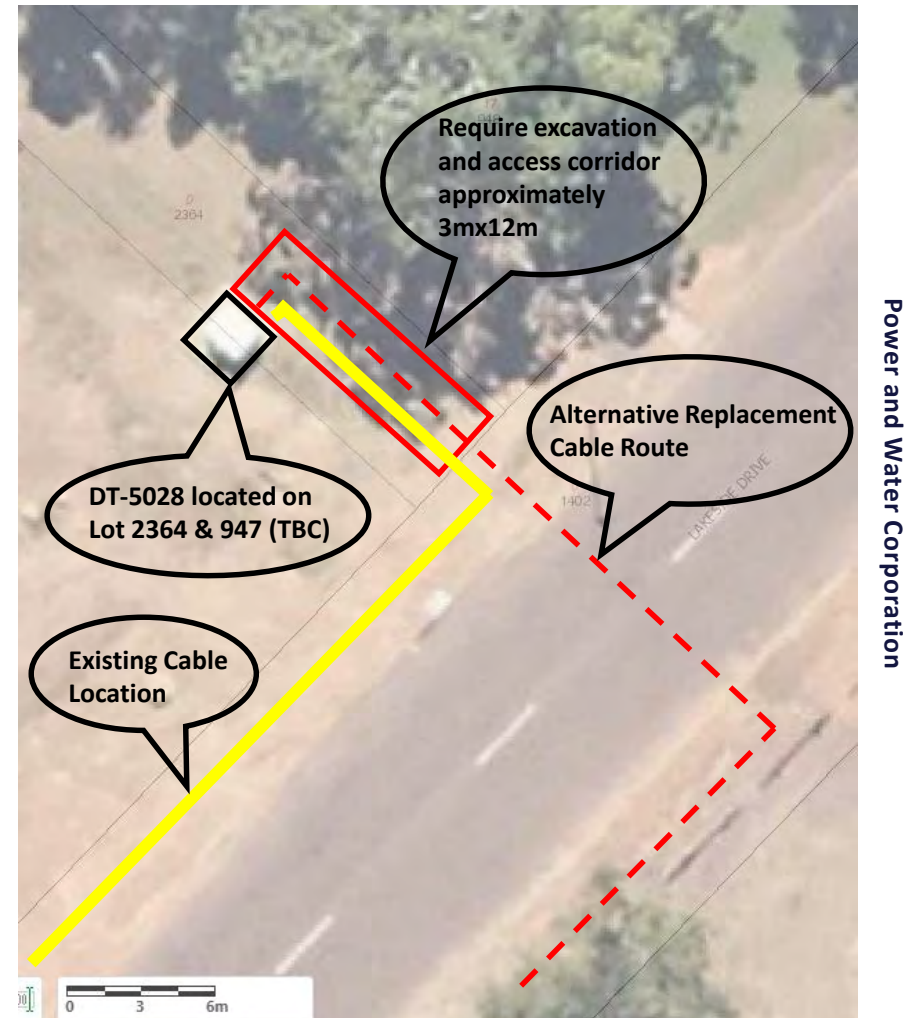 Require excavation
and access corridor
approximately
3mx12m
2364
Alternative Replacement
Cable Route
DT-5028 located on
Lot 2364 & 947 (TBC)
1402
LAKESIDE DRIVE
Existing Cable
Location
0 3 6m
Power and Water Corporation